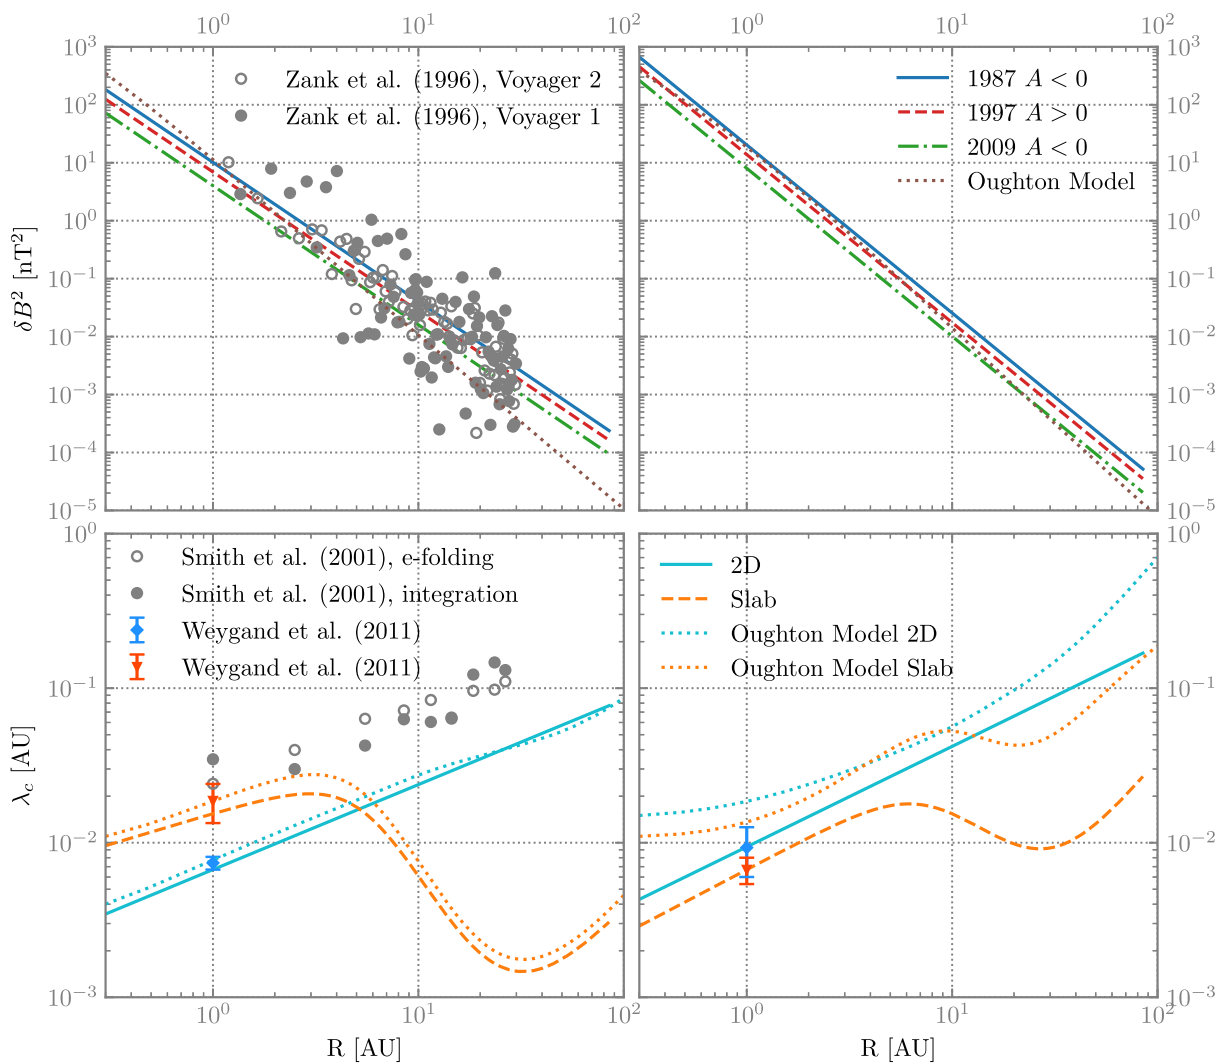 10^0 10^1 10^2 10^0 10^1 10^2
10^3 10^3
Zank et al. (1996), Voyager 2
Zank et al. (1996), Voyager 1
1987 A < 0
1997 A > 0
2009 A < 0
Oughton Model
10^2 10^2
10^1 10^1
10^0 10^0
10^-1 10^-1
10^-2 10^-2
10^-3 10^-3
10^-4 10^-4
10^-5 10^-5
δB^2 [nT^2]
10^0 10^0
Smith et al. (2001), e-folding
Smith et al. (2001), integration
Weygand et al. (2011)
Weygand et al. (2011)
2D
Slab
Oughton Model 2D
Oughton Model Slab
10^-1 10^-1
10^-2 10^-2
10^-3 10^-3
λ_c [AU]
10^0 10^1 10^2 10^0 10^1 10^2
R [AU] R [AU]